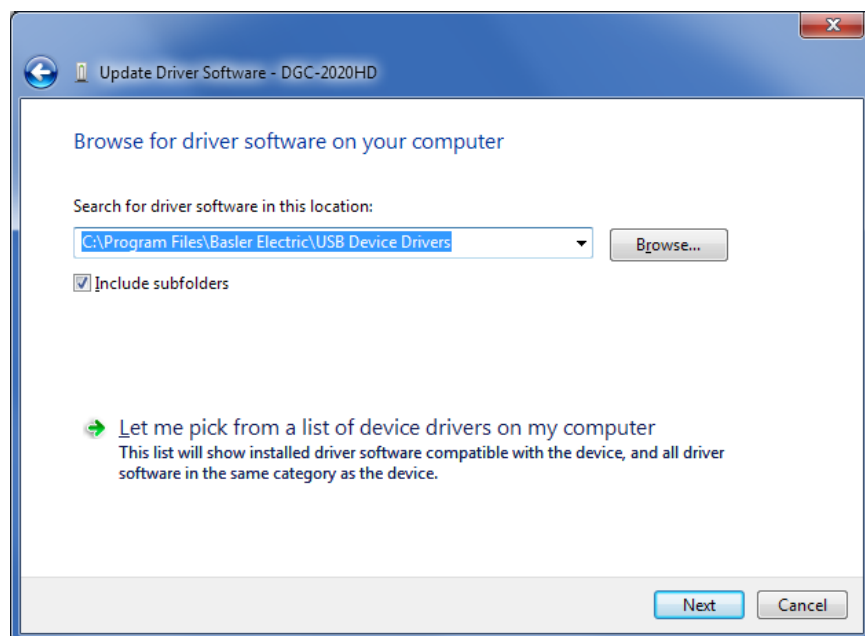 Update Driver Software - DGC-2020HD
Browse for driver software on your computer
Search for driver software in this location:
C:\Program Files\Basler Electric\USB Device Drivers
Browse...
Include subfolders
Let me pick from a list of device drivers on my computer
This list will show installed driver software compatible with the device, and all driver
software in the same category as the device.
Next
Cancel